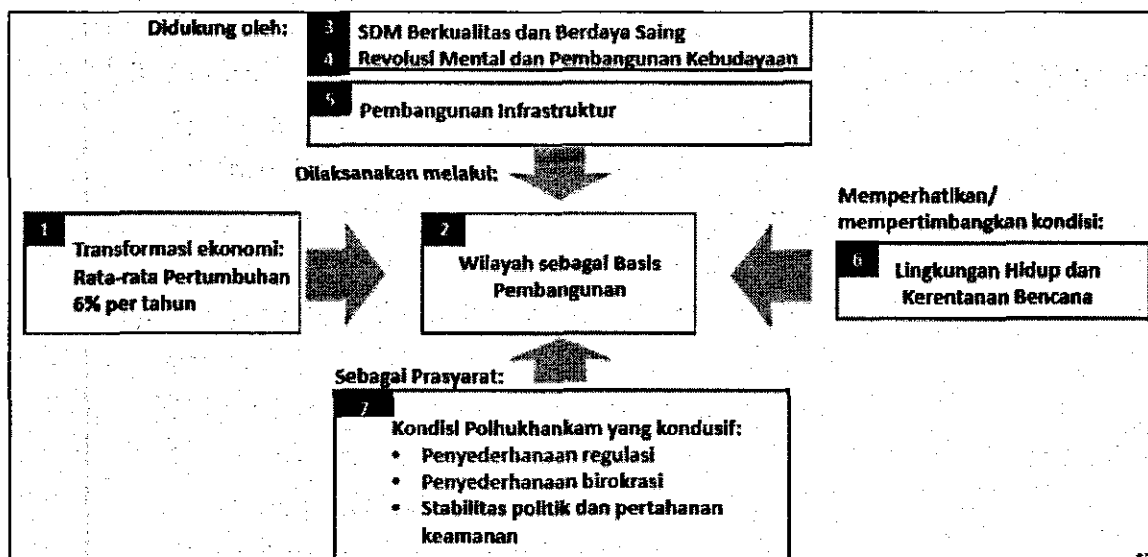 Didukung oleh:
3 SDM Berkualitas dan Berdaya Saing
4 Revolusi Mental dan Pembangunan Kebudayaan
5 Pembangunan Infrastruktur
Dilaksanakan melalui:
1
Transformasi ekonomi:
Rata-rata Pertumbuhan
6% per tahun
2
Wilayah sebagai Basis
Pembangunan
Memperhatikan/
mempertimbangkan kondisi:
6 Lingkungan Hidup dan
Kerentanan Bencana
Sebagai Prasyarat:
7
Kondisi Polhukhankam yang kondusif:
• Penyederhanaan regulasi
• Penyederhanaan birokrasi
• Stabilitas politik dan pertahanan
keamanan